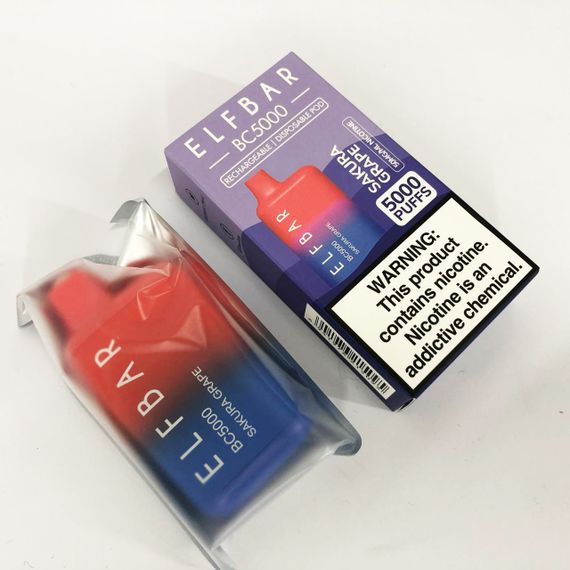 ELFBAR
BC5000
RECHARGEABLE | DISPOSABLE POD
50MG/ML NICOTINE
SAKURA
GRAPE
5000
PUFFS
ELFBAR
BC5000
SAKURA GRAPE
WARNING:
This product
contains nicotine.
Nicotine is an
addictive chemical.
ELFBAR
BC5000
SAKURA GRAPE